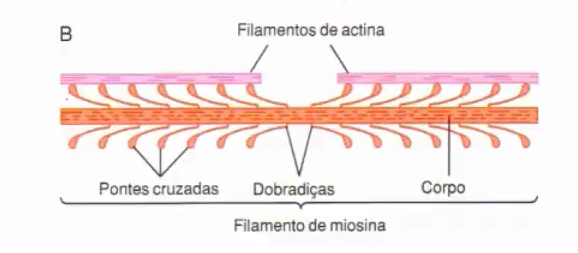 B
Filamentos de actina
Pontes cruzadas
Dobradiças
Corpo
Filamento de miosina